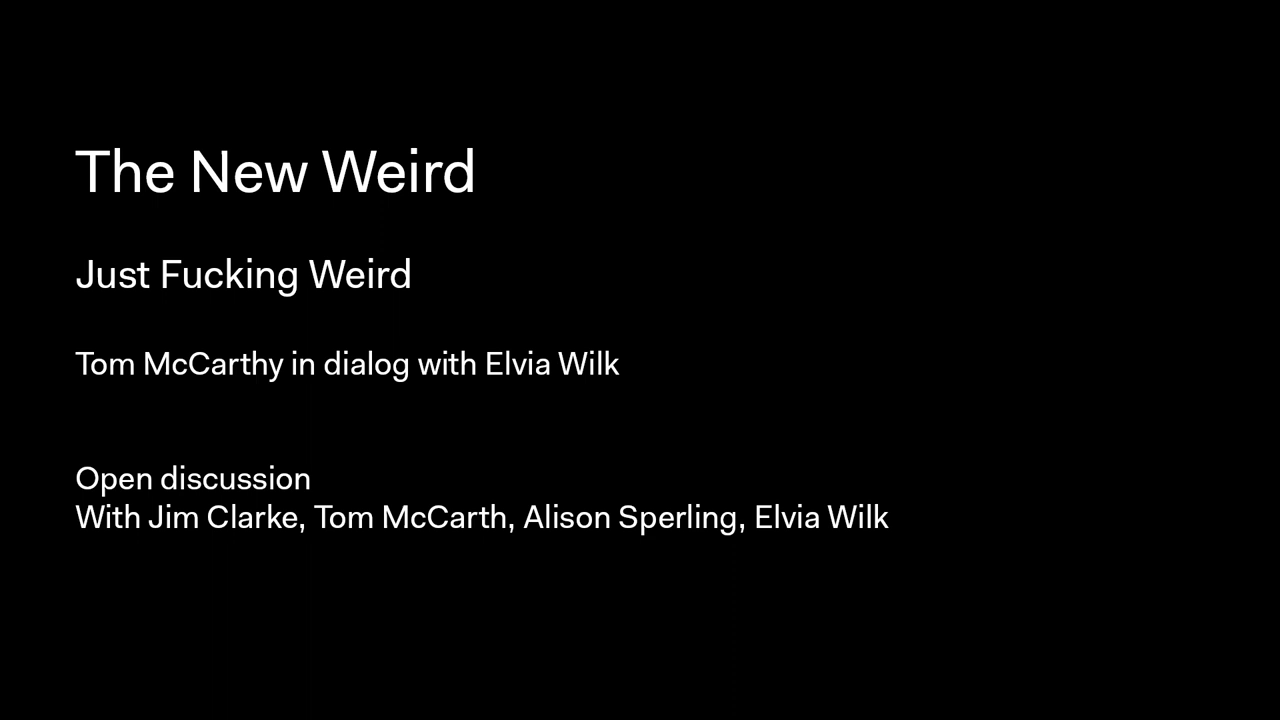 The New Weird
Just Fucking Weird
Tom McCarthy in dialog with Elvia Wilk
Open discussion
With Jim Clarke, Tom McCarth, Alison Sperling, Elvia Wilk